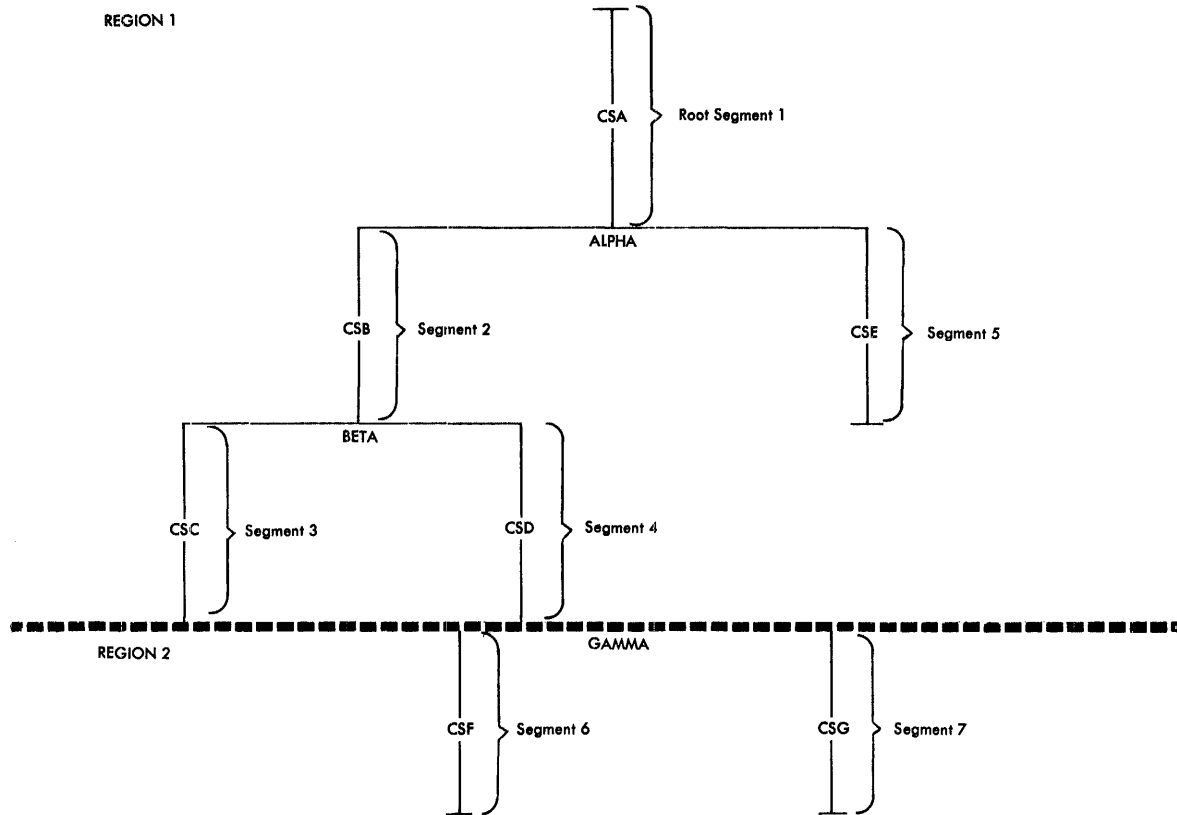 REGION 1
CSA
Root Segment 1
ALPHA
CSB
Segment 2
CSE
Segment 5
BETA
CSC
Segment 3
CSD
Segment 4
REGION 2
GAMMA
CSF
Segment 6
CSG
Segment 7